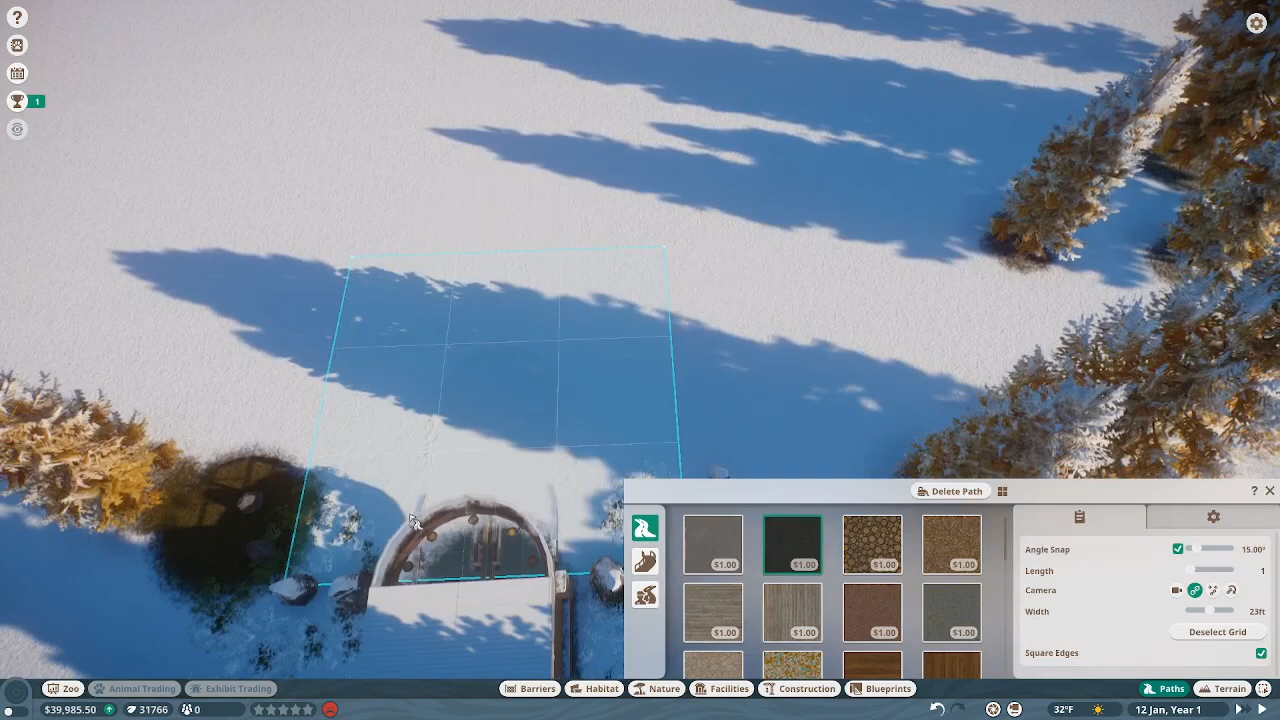 ?
1
Delete Path
? ×
$1.00 $1.00 $1.00 $1.00
$1.00 $1.00 $1.00 $1.00
Angle Snap 15.00°
Length 1
Camera
Width 23ft
Deselect Grid
Square Edges
Zoo Animal Trading Exhibit Trading Barriers Habitat Nature Facilities Construction Blueprints Paths Terrain
$39,985.50 31766 0 32°F 12 Jan, Year 1